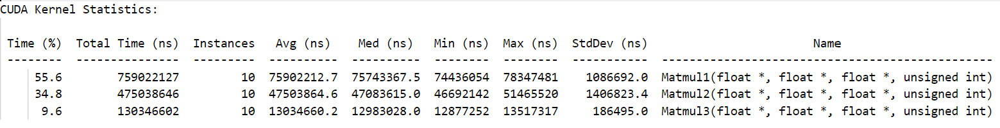 CUDA Kernel Statistics:
Time (%)  Total Time (ns)  Instances  Avg (ns)    Med (ns)   Min (ns)  Max (ns)  StdDev (ns)                       Name
--------  ---------------  ---------  ----------  ----------  --------  --------  -----------  ------------------------------------------------
55.6  759022127  10  75902212.7  75743367.5  74436054  78347481  1086692.0  Matmul1(float *, float *, float *, unsigned int)
34.8  475038646  10  47503864.6  47083615.0  46692142  51465520  1406823.4  Matmul2(float *, float *, float *, unsigned int)
9.6  130346602  10  13034660.2  12983028.0  12877252  13517317  186495.0  Matmul3(float *, float *, float *, unsigned int)